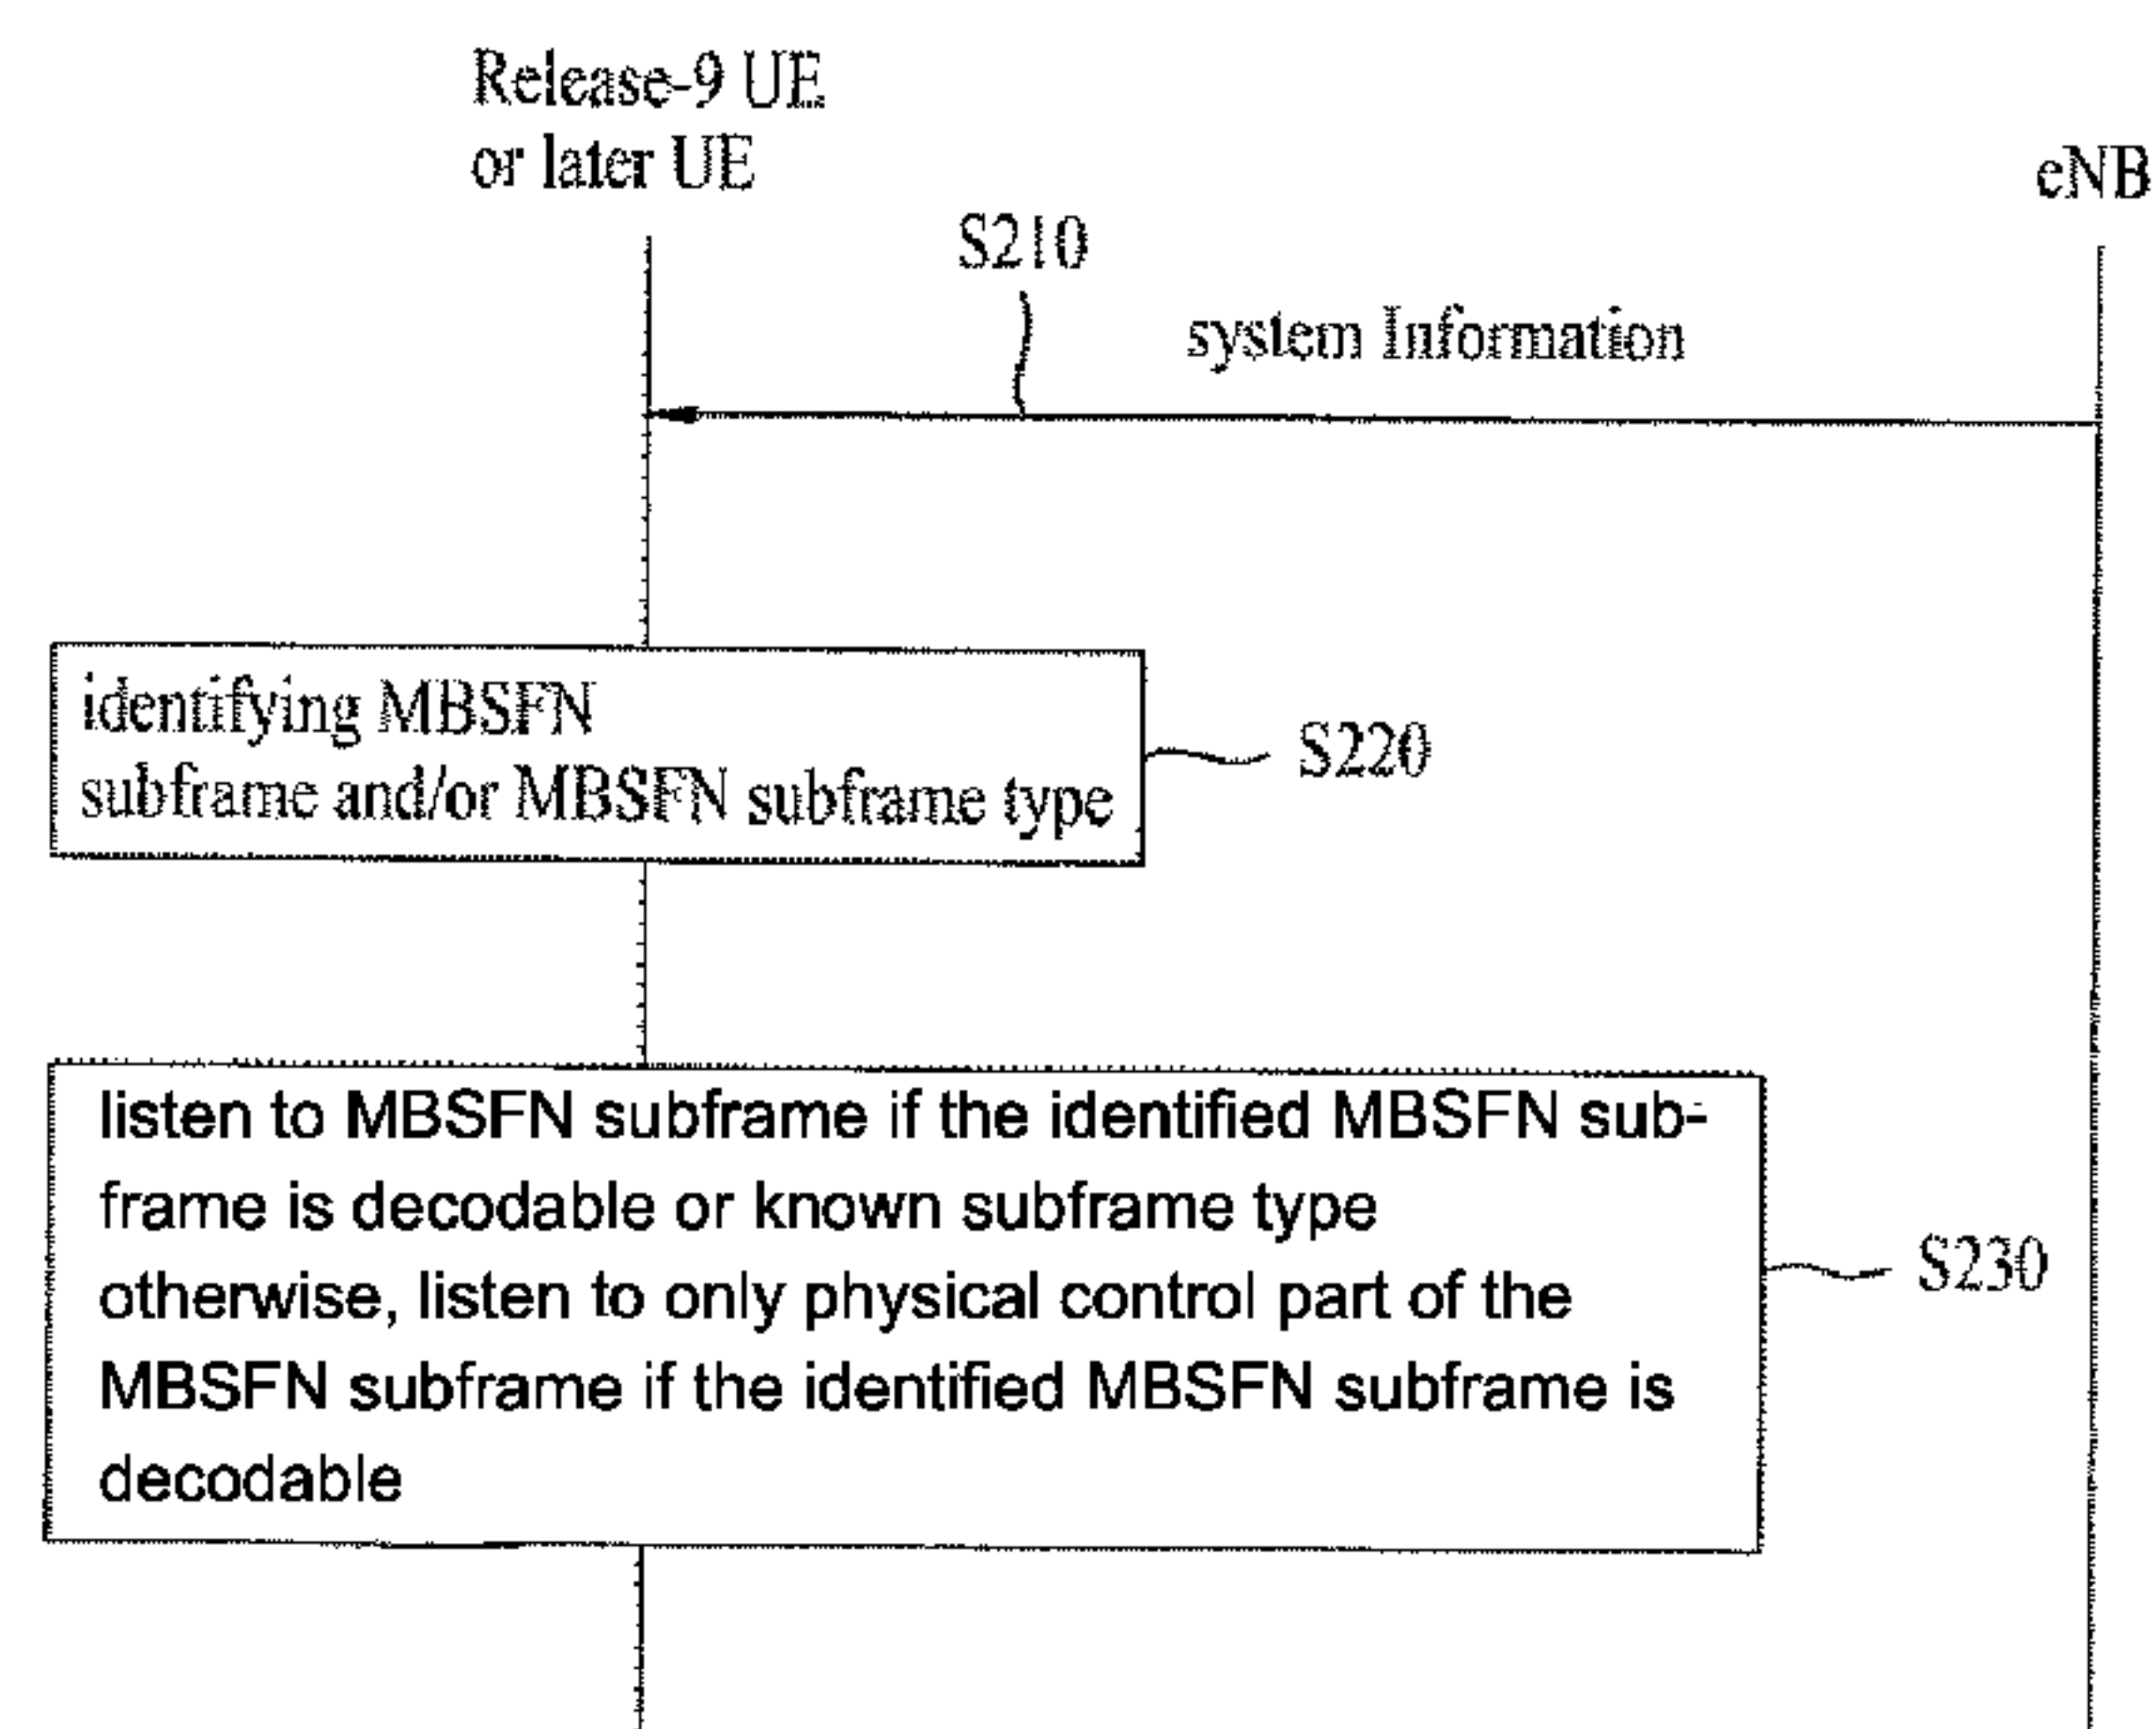 Release-9 UE
or later UE
eNB
S210
system Information
identifying MBSFN
subframe and/or MBSFN subframe type
S220
listen to MBSFN subframe if the identified MBSFN sub-
frame is decodable or known subframe type
otherwise, listen to only physical control part of the
MBSFN subframe if the identified MBSFN subframe is
decodable
S230